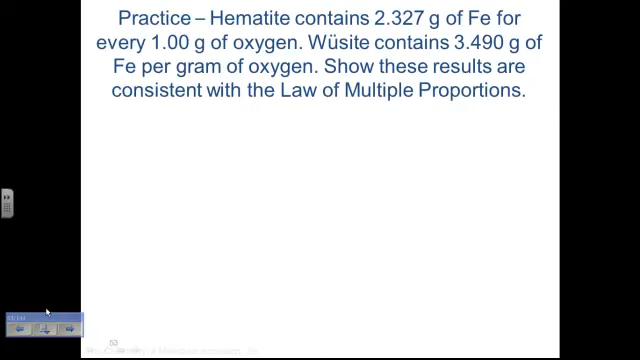 Practice – Hematite contains 2.327 g of Fe for
every 1.00 g of oxygen. Wüsite contains 3.490 g of
Fe per gram of oxygen. Show these results are
consistent with the Law of Multiple Proportions.
53